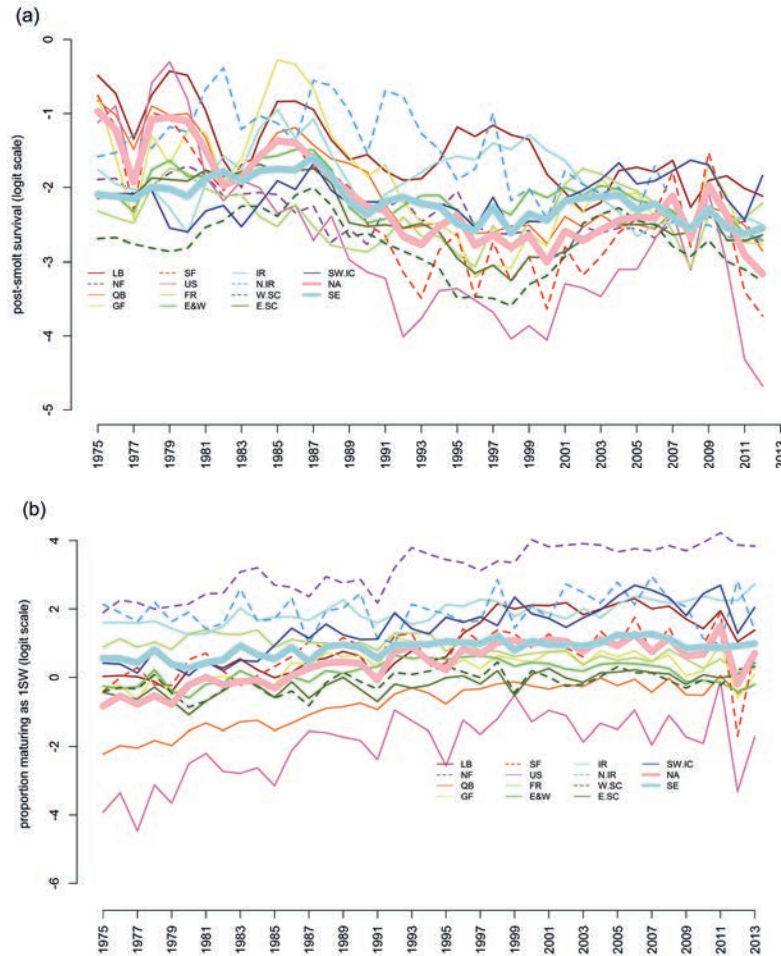 (a)
0
-1
-2
-3
-4
-5
post-smolt survival (logit scale)
LB SF IR SW.IC
NF US N.IR NA
QB FR W.SC SE
GF E&W E.SC
1975 1977 1979 1981 1983 1985 1987 1989 1991 1993 1995 1997 1999 2001 2003 2005 2007 2009 2011 2013
(b)
4
2
0
-2
-4
-6
proportion maturing as 1SW (logit scale)
LB SF IR SW.IC
NF US N.IR NA
QB FR W.SC SE
GF E&W E.SC
1975 1977 1979 1981 1983 1985 1987 1989 1991 1993 1995 1997 1999 2001 2003 2005 2007 2009 2011 2013